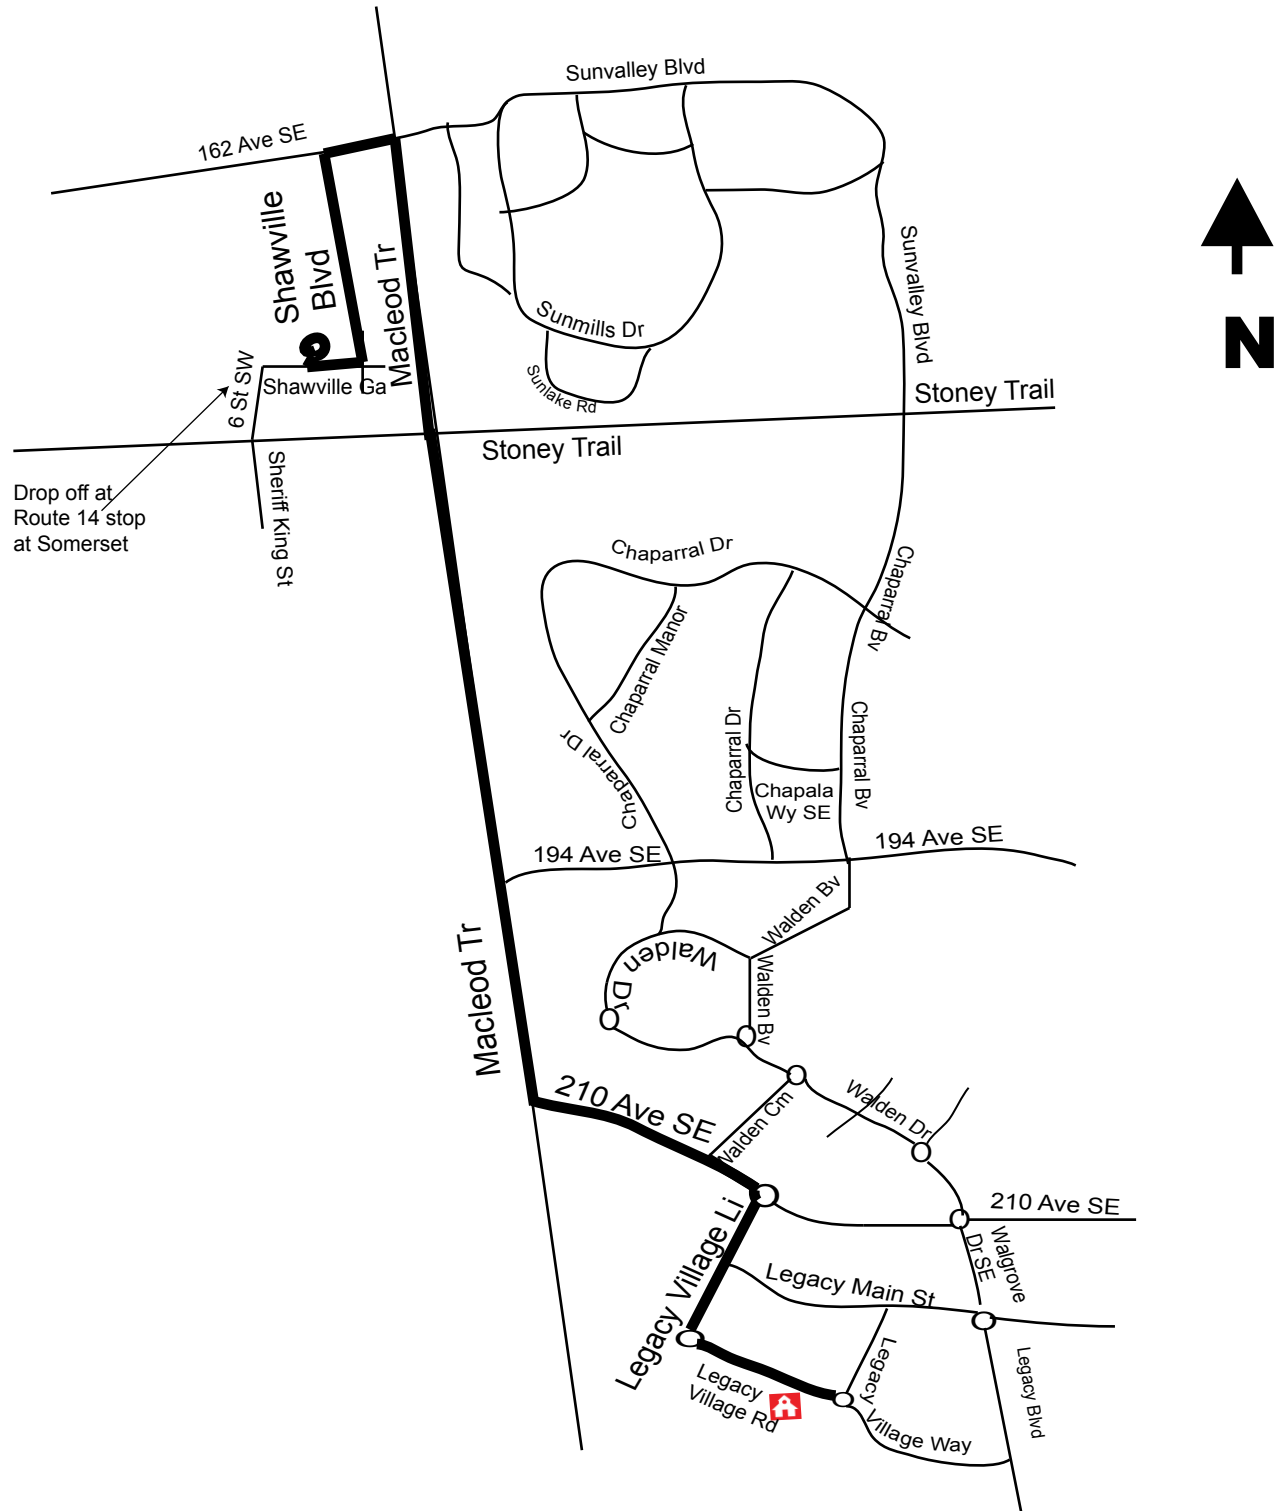 Sunvalley Blvd
162 Ave SE
Shawville
Blvd
Macleod Tr
Sunvalley Blvd
Sunmills Dr
Sunlake Rd
N
6 St SW
Shawville Ga
Stoney Trail
Stoney Trail
Drop off at
Route 14 stop
at Somerset
Sheriff King St
Chaparral Dr
Chaparral Bv
Chaparral Manor
Chaparral Dr
Chaparral Dr
Chaparral Bv
Chapala
Wy SE
194 Ave SE
194 Ave SE
Walden Bv
Walden Dr
Walden Bv
Macleod Tr
210 Ave SE
Walden Cm
Walden Dr
210 Ave SE
Walgrove
Dr SE
Legacy Village Li
Legacy Main St
Legacy
Village Way
Legacy Blvd
Legacy
Village Rd